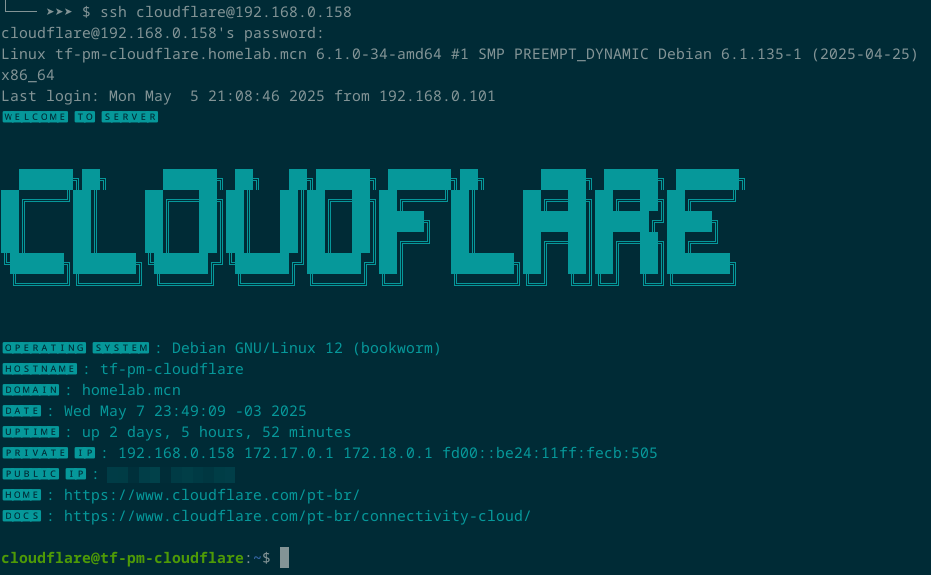 └── ➤➤➤ $ ssh cloudflare@192.168.0.158
cloudflare@192.168.0.158's password:
Linux tf-pm-cloudflare.homelab.mcn 6.1.0-34-amd64 #1 SMP PREEMPT_DYNAMIC Debian 6.1.135-1 (2025-04-25)
x86_64
Last login: Mon May  5 21:08:46 2025 from 192.168.0.101
WELCOME TO SERVER
CLOUDFLARE
OPERATING SYSTEM : Debian GNU/Linux 12 (bookworm)
HOSTNAME : tf-pm-cloudflare
DOMAIN : homelab.mcn
DATE : Wed May 7 23:49:09 -03 2025
UPTIME : up 2 days, 5 hours, 52 minutes
PRIVATE IP : 192.168.0.158 172.17.0.1 172.18.0.1 fd00::be24:11ff:fecb:505
PUBLIC IP :
HOME : https://www.cloudflare.com/pt-br/
DOCS : https://www.cloudflare.com/pt-br/connectivity-cloud/
cloudflare@tf-pm-cloudflare:~$